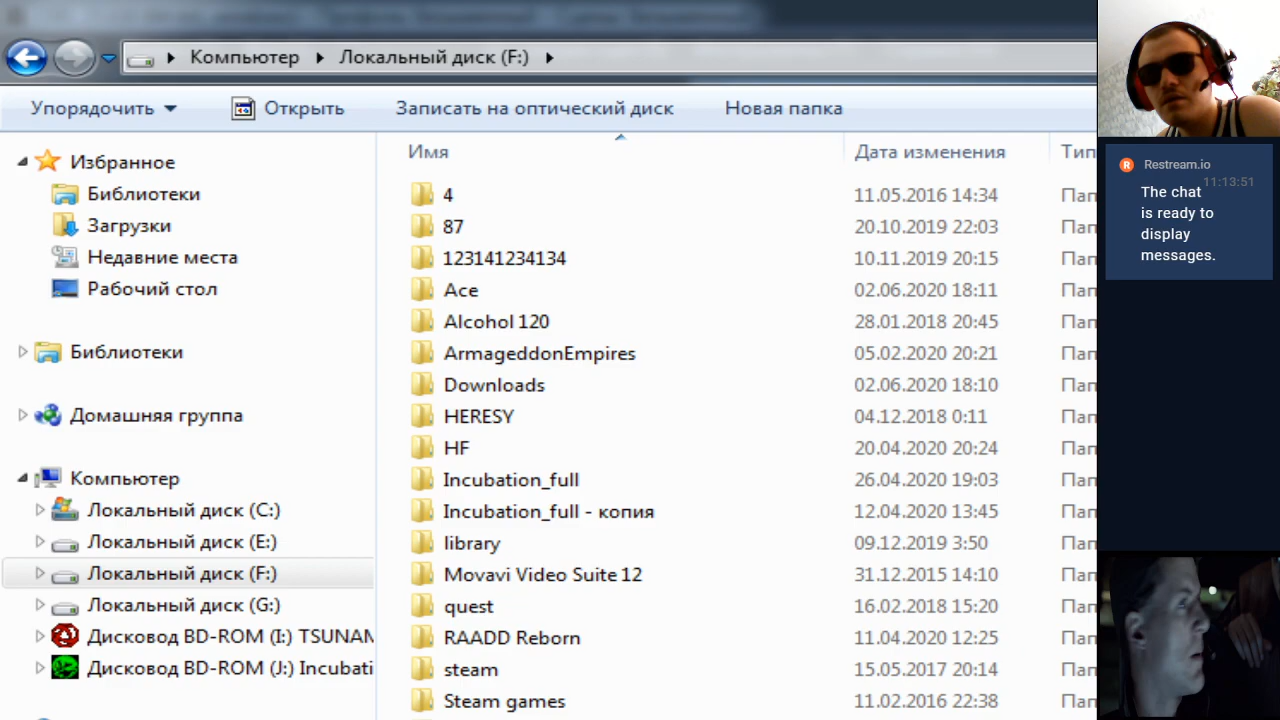 Компьютер Локальный диск (F:)
Упорядочить Открыть Записать на оптический диск Новая папка
Избранное
Библиотеки
Загрузки
Недавние места
Рабочий стол
Библиотеки
Домашняя группа
Компьютер
Локальный диск (C:)
Локальный диск (E:)
Локальный диск (F:)
Локальный диск (G:)
Дисковод BD-ROM (I:) TSUNAM
Дисковод BD-ROM (J:) Incubati
Имя Дата изменения Тип
4 11.05.2016 14:34 Пап
87 20.10.2019 22:03 Пап
123141234134 10.11.2019 20:15 Пап
Ace 02.06.2020 18:11 Пап
Alcohol 120 28.01.2018 20:45 Пап
ArmageddonEmpires 05.02.2020 20:21 Пап
Downloads 02.06.2020 18:10 Пап
HERESY 04.12.2018 0:11 Пап
HF 20.04.2020 20:24 Пап
Incubation_full 26.04.2020 19:03 Пап
Incubation_full - копия 12.04.2020 13:45 Пап
library 09.12.2019 3:50 Пап
Movavi Video Suite 12 31.12.2015 14:10 Пап
quest 16.02.2018 15:20 Пап
RAADD Reborn 11.04.2020 12:25 Пап
steam 15.05.2017 20:14 Пап
Steam games 11.02.2016 22:38 Пап
Restream.io
11:13:51
The chat
is ready to
display
messages.